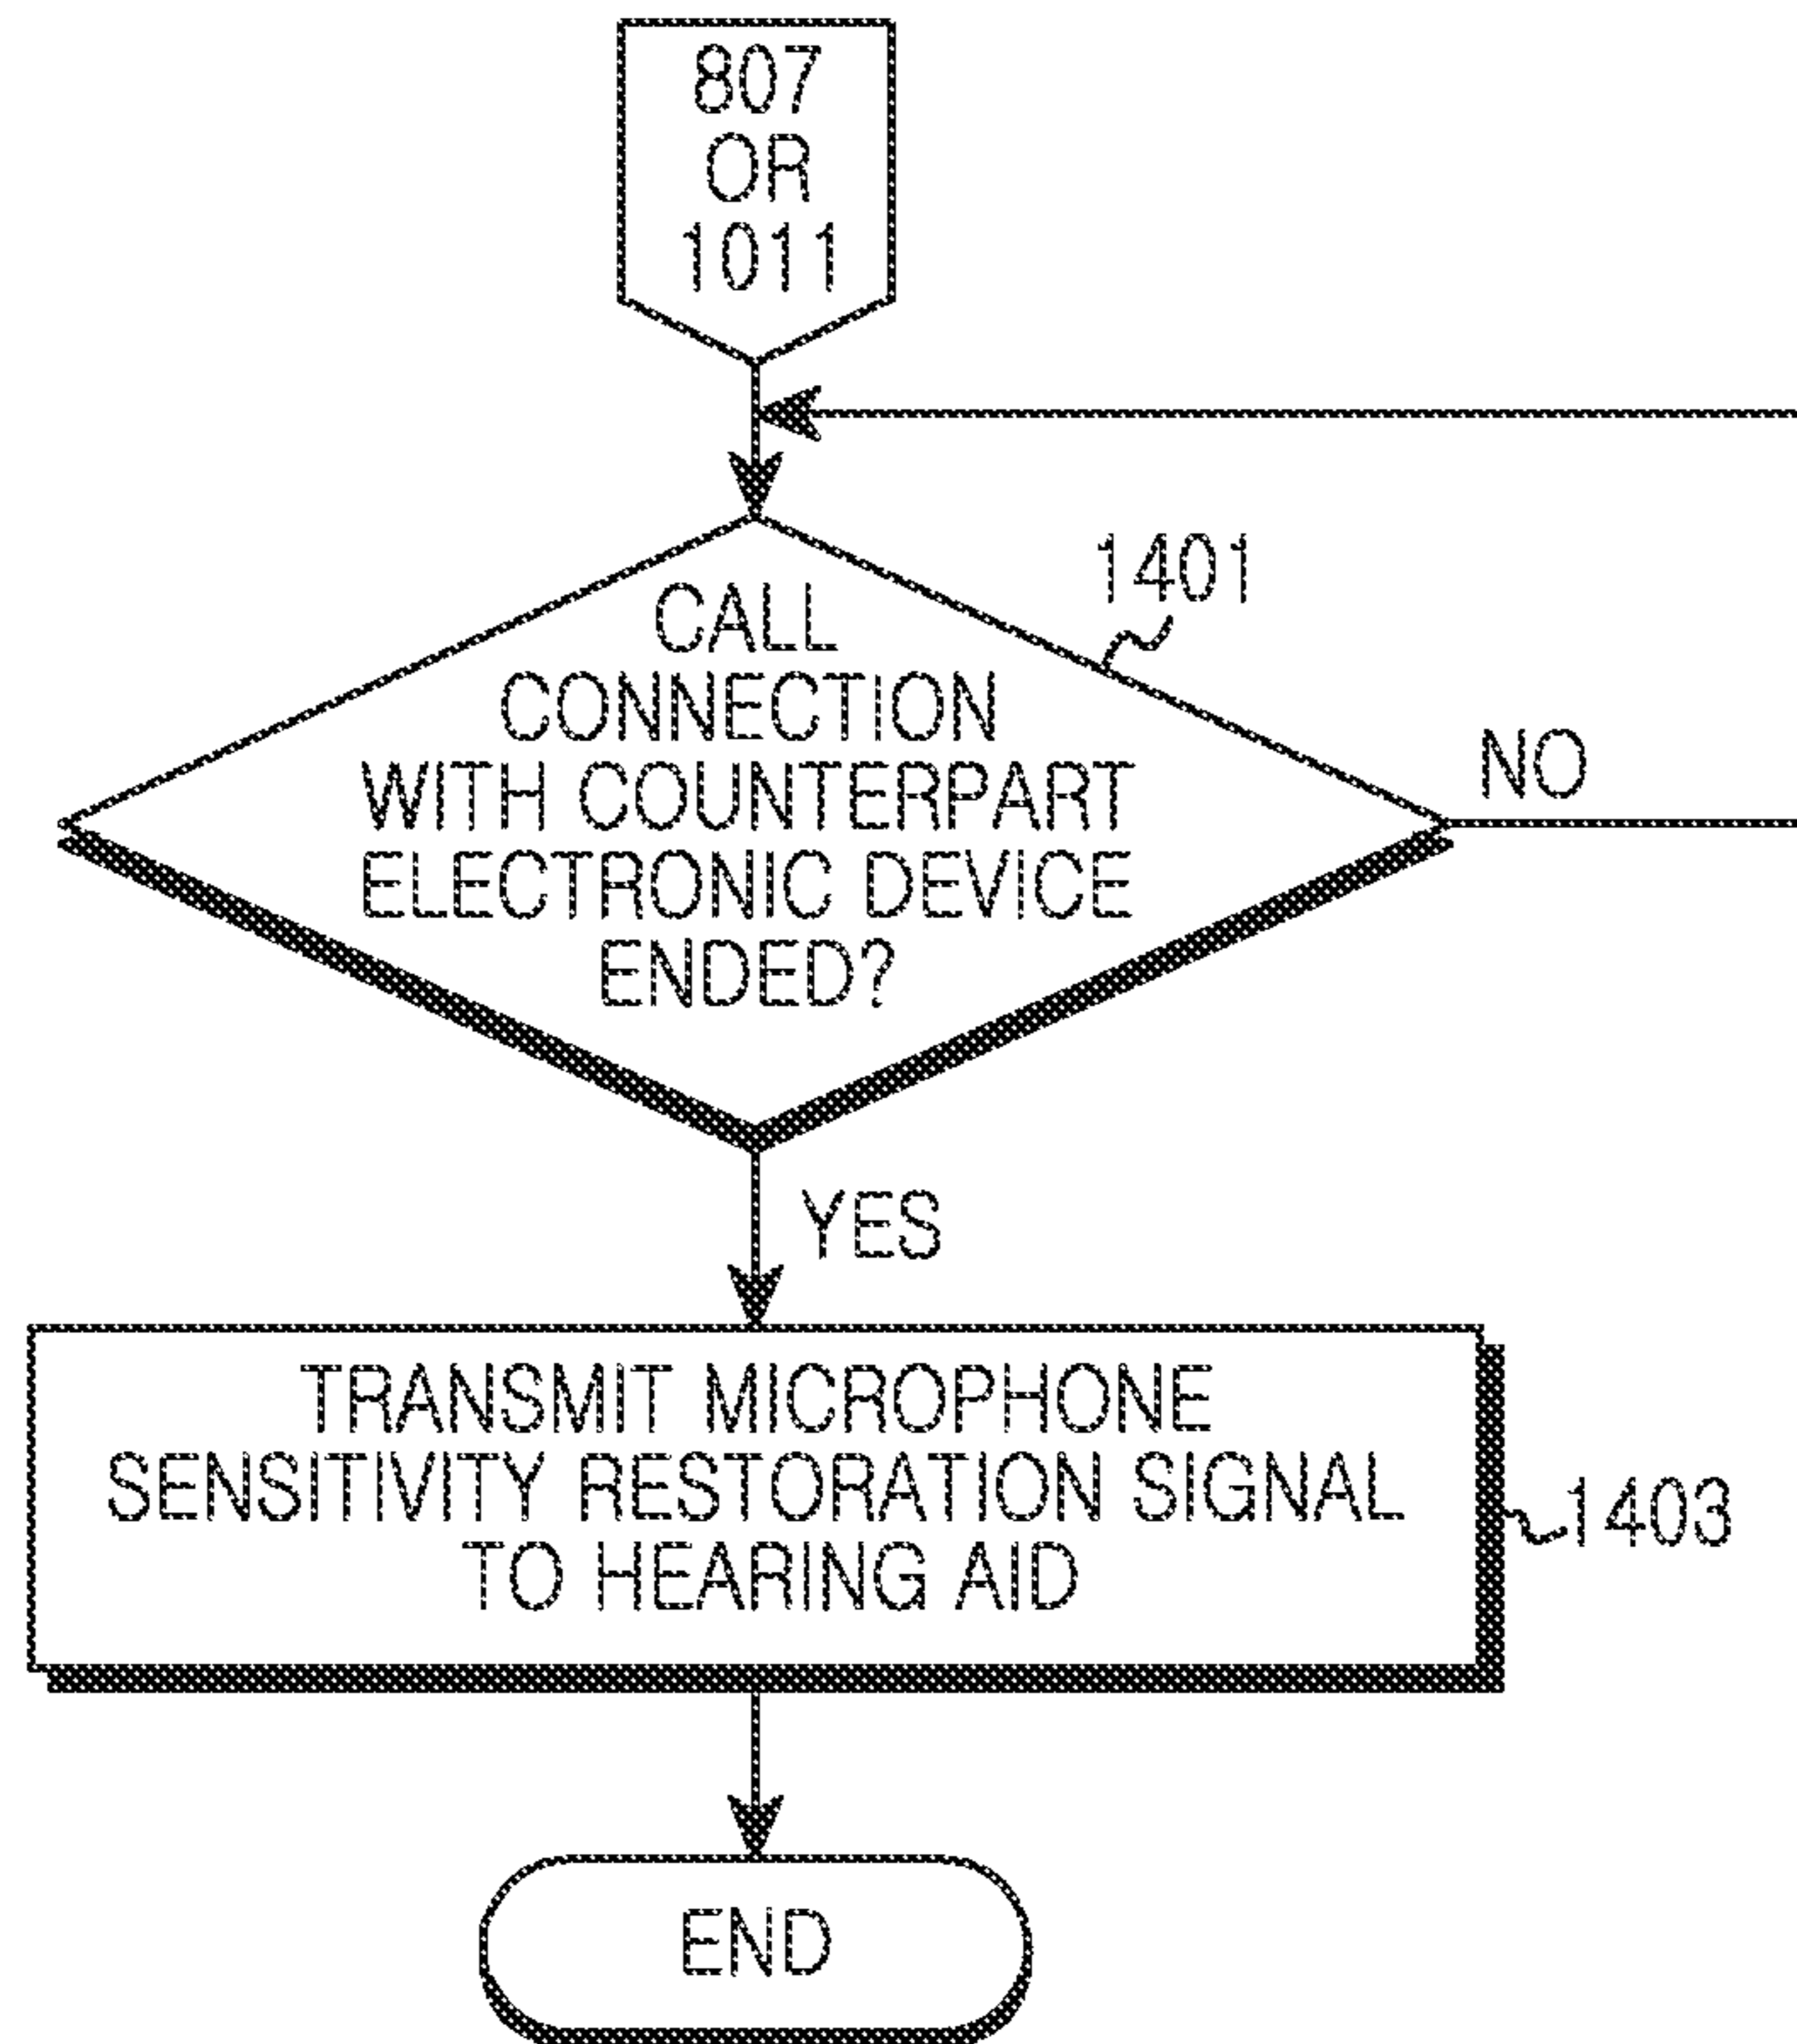 807
OR
1011
1401
CALL
CONNECTION
WITH COUNTERPART
ELECTRONIC DEVICE
ENDED?
NO
YES
TRANSMIT MICROPHONE
SENSITIVITY RESTORATION SIGNAL
TO HEARING AID
1403
END